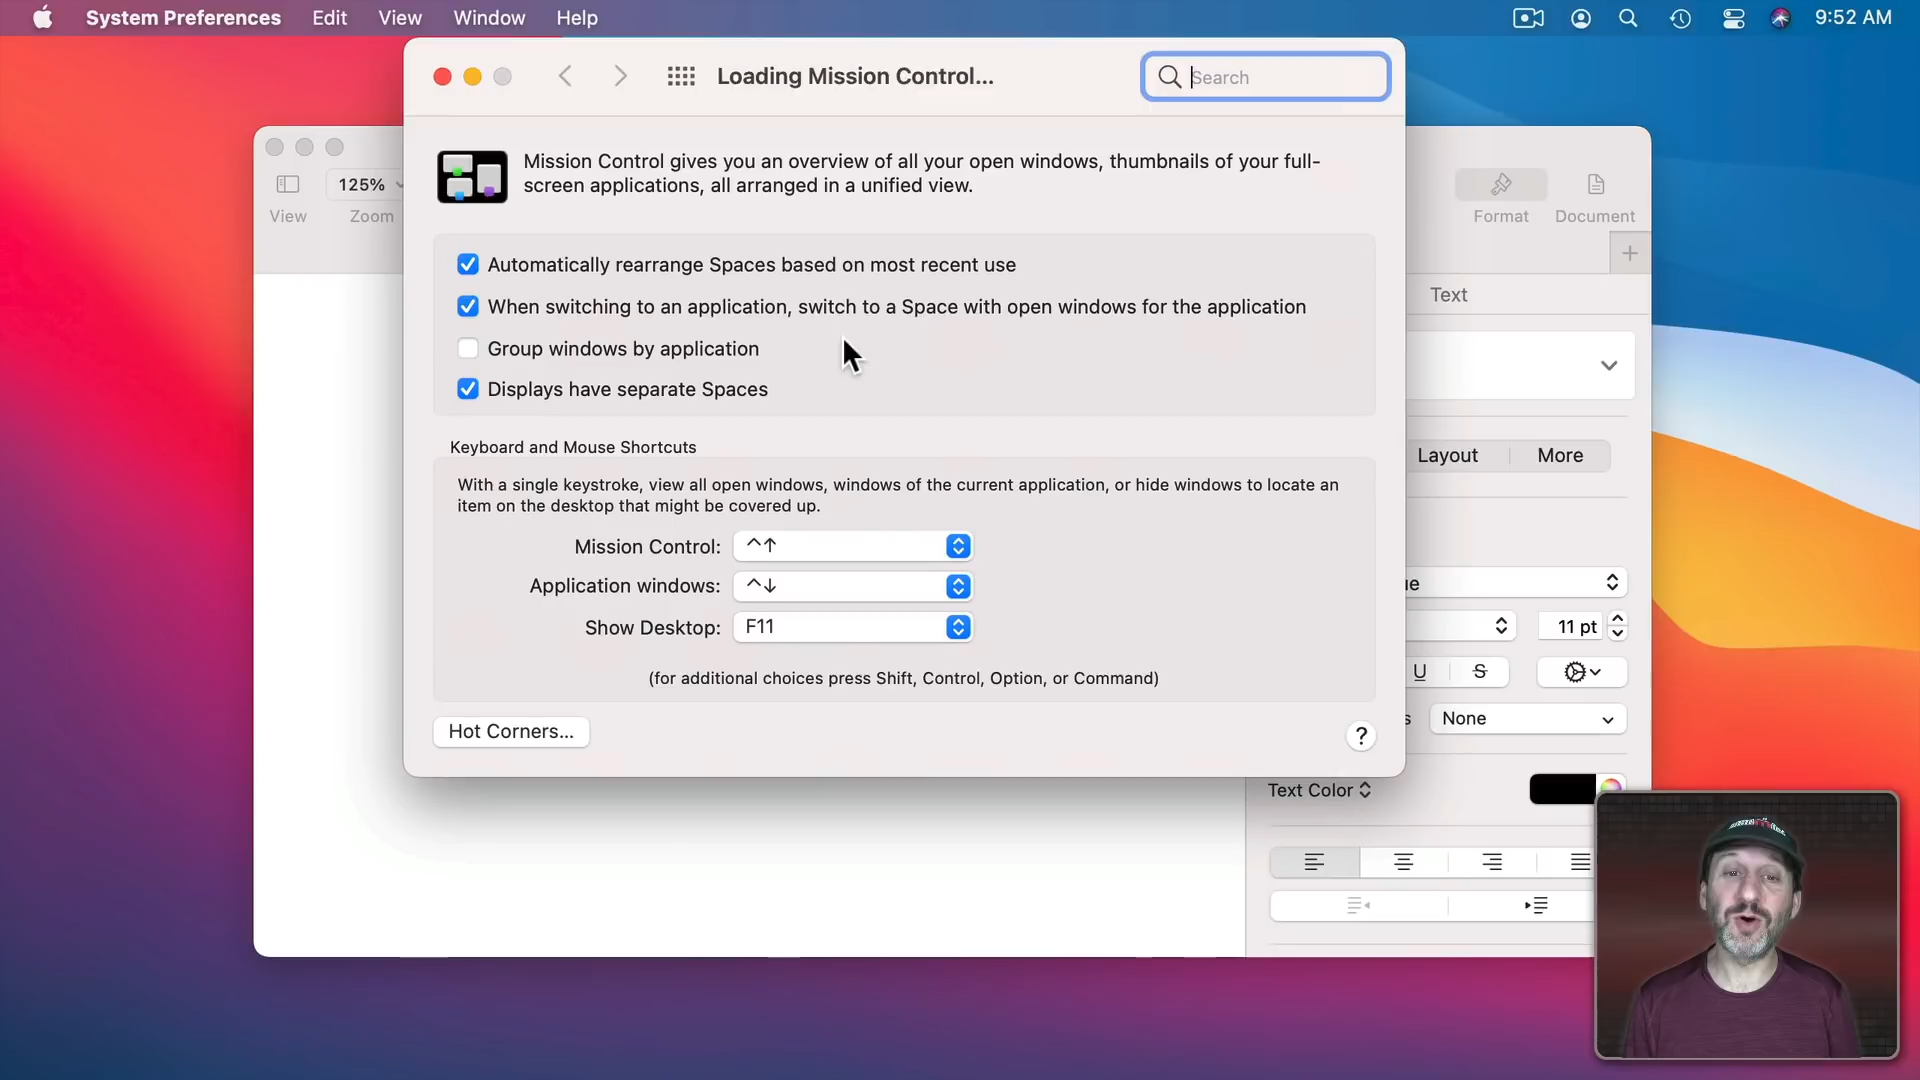 System Preferences Edit View Window Help 9:52 AM
Loading Mission Control... Search
Mission Control gives you an overview of all your open windows, thumbnails of your full-
screen applications, all arranged in a unified view.
125%
View Zoom
Format Document
Automatically rearrange Spaces based on most recent use
When switching to an application, switch to a Space with open windows for the application
Group windows by application
Displays have separate Spaces
Text
Keyboard and Mouse Shortcuts
Layout More
With a single keystroke, view all open windows, windows of the current application, or hide windows to locate an
item on the desktop that might be covered up.
Mission Control: ^↑
Application windows: ^↓
ue
Show Desktop: F11
11 pt
U S
(for additional choices press Shift, Control, Option, or Command)
s None
Hot Corners... ?
Text Color